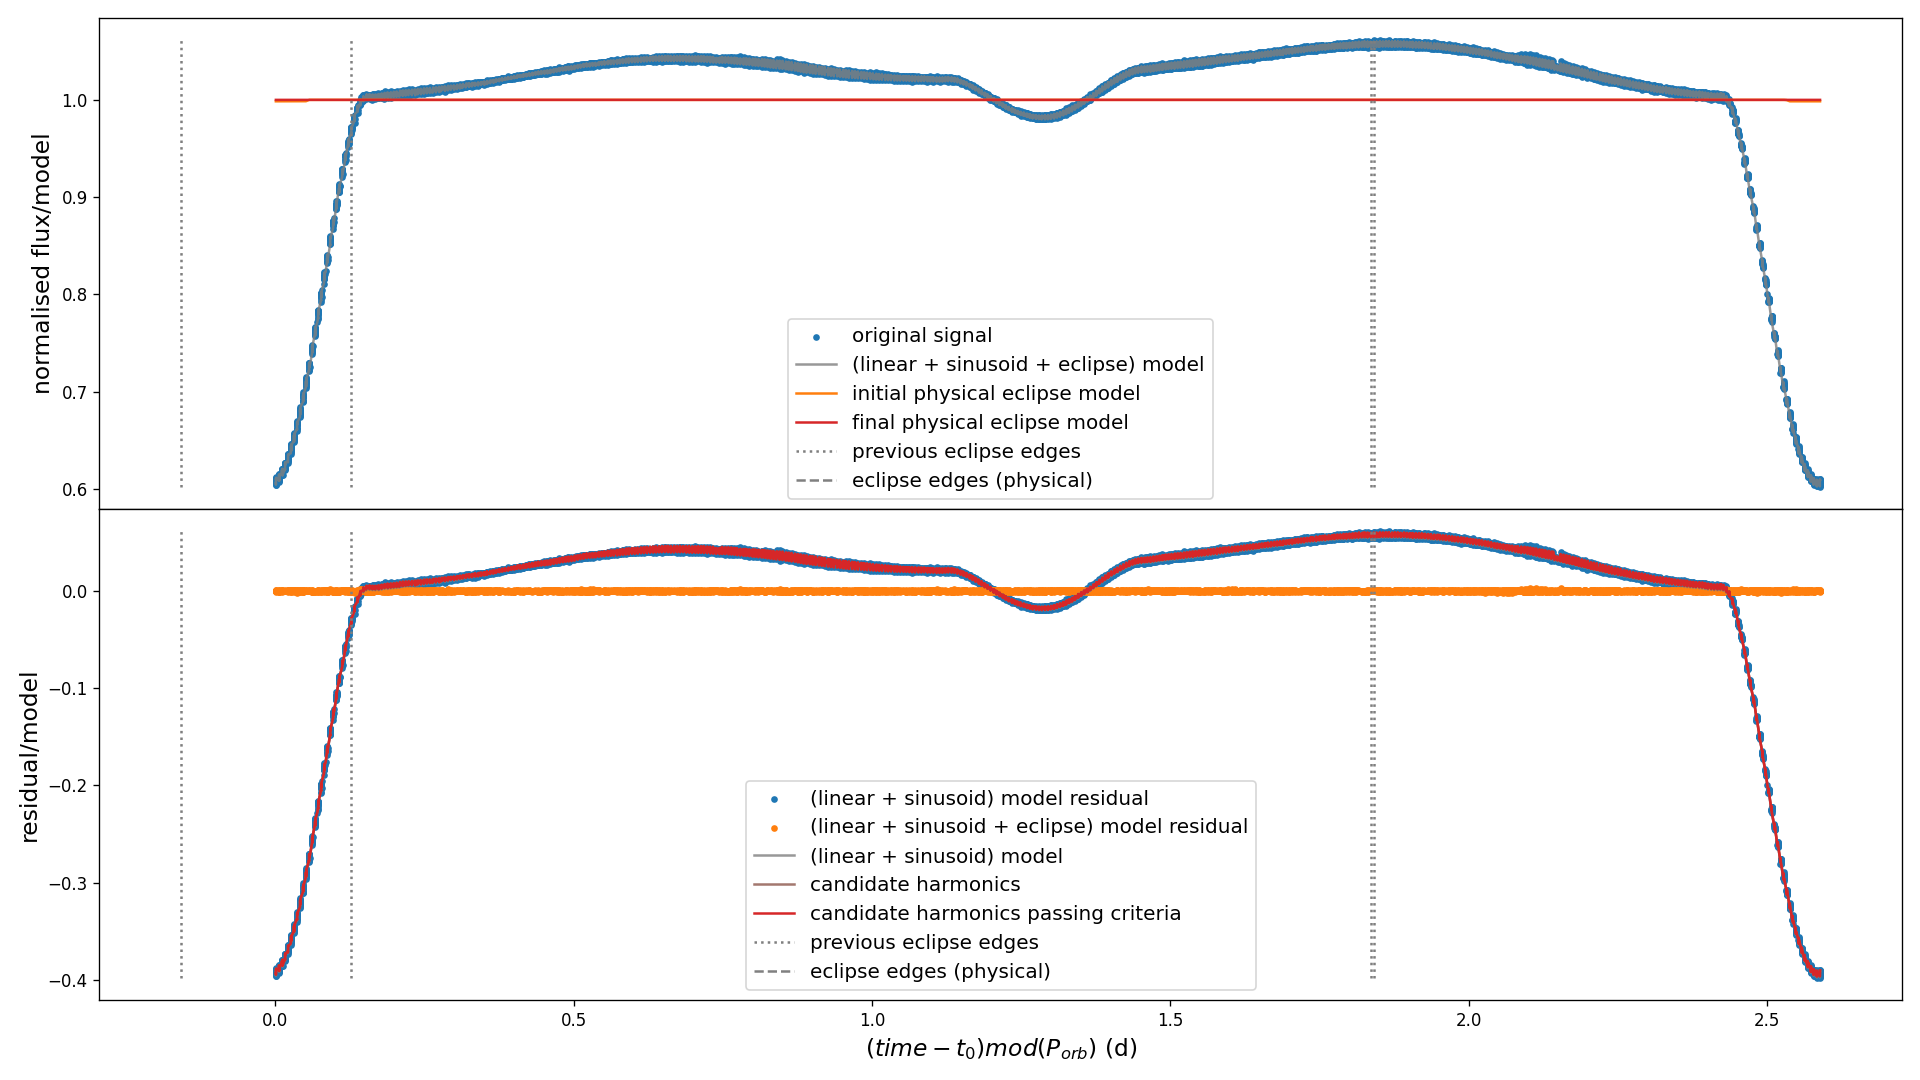 1.0
0.9
0.8
0.7
0.6
normalised flux/model
original signal
(linear + sinusoid + eclipse) model
initial physical eclipse model
final physical eclipse model
previous eclipse edges
eclipse edges (physical)
0.0
−0.1
−0.2
−0.3
−0.4
residual/model
(linear + sinusoid) model residual
(linear + sinusoid + eclipse) model residual
(linear + sinusoid) model
candidate harmonics
candidate harmonics passing criteria
previous eclipse edges
eclipse edges (physical)
0.0 0.5 1.0 1.5 2.0 2.5
(time − t₀)mod(P_orb) (d)